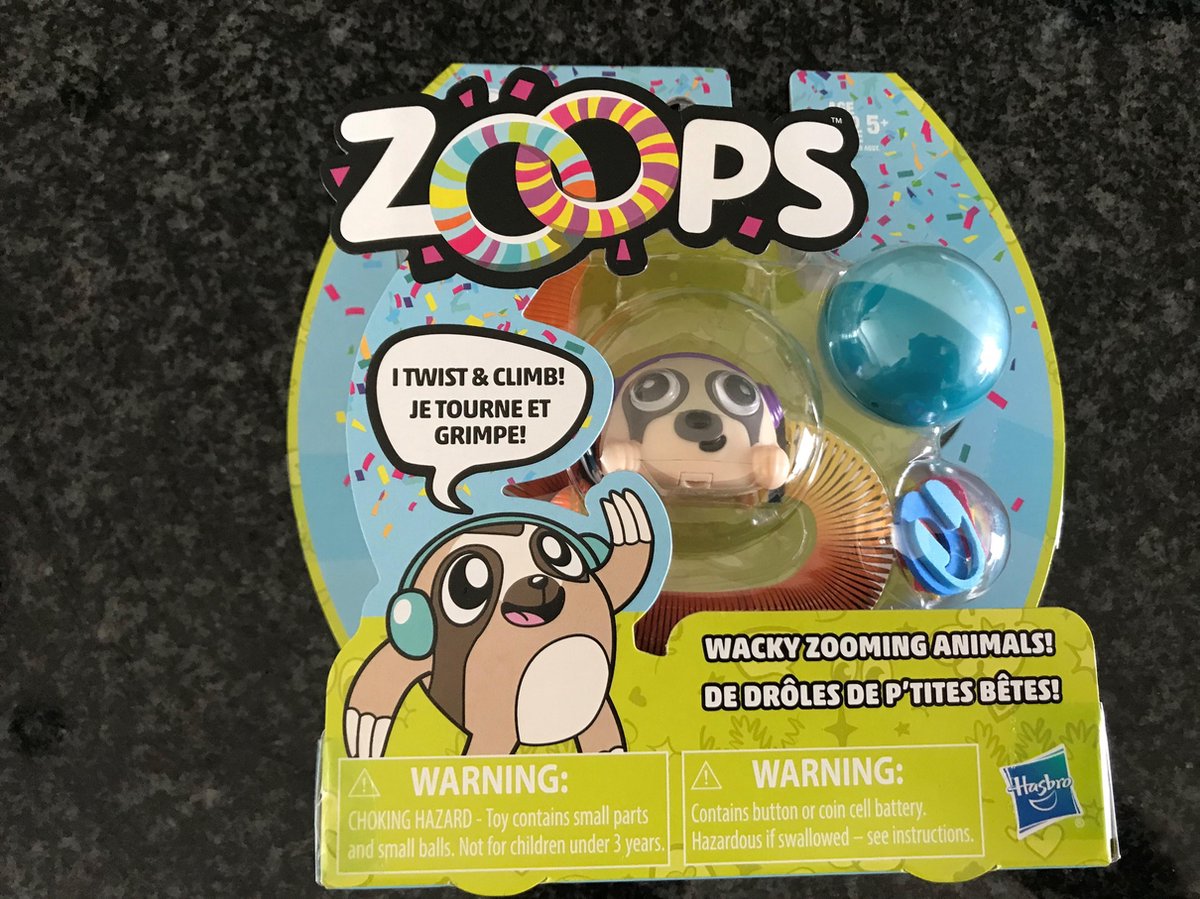 ZOOPS™
AGE
5+
I TWIST & CLIMB!
JE TOURNE ET
GRIMPE!
WACKY ZOOMING ANIMALS!
DE DRÔLES DE P'TITES BÊTES!
WARNING:
CHOKING HAZARD - Toy contains small parts
and small balls. Not for children under 3 years.
WARNING:
Contains button or coin cell battery.
Hazardous if swallowed – see instructions.
Hasbro®